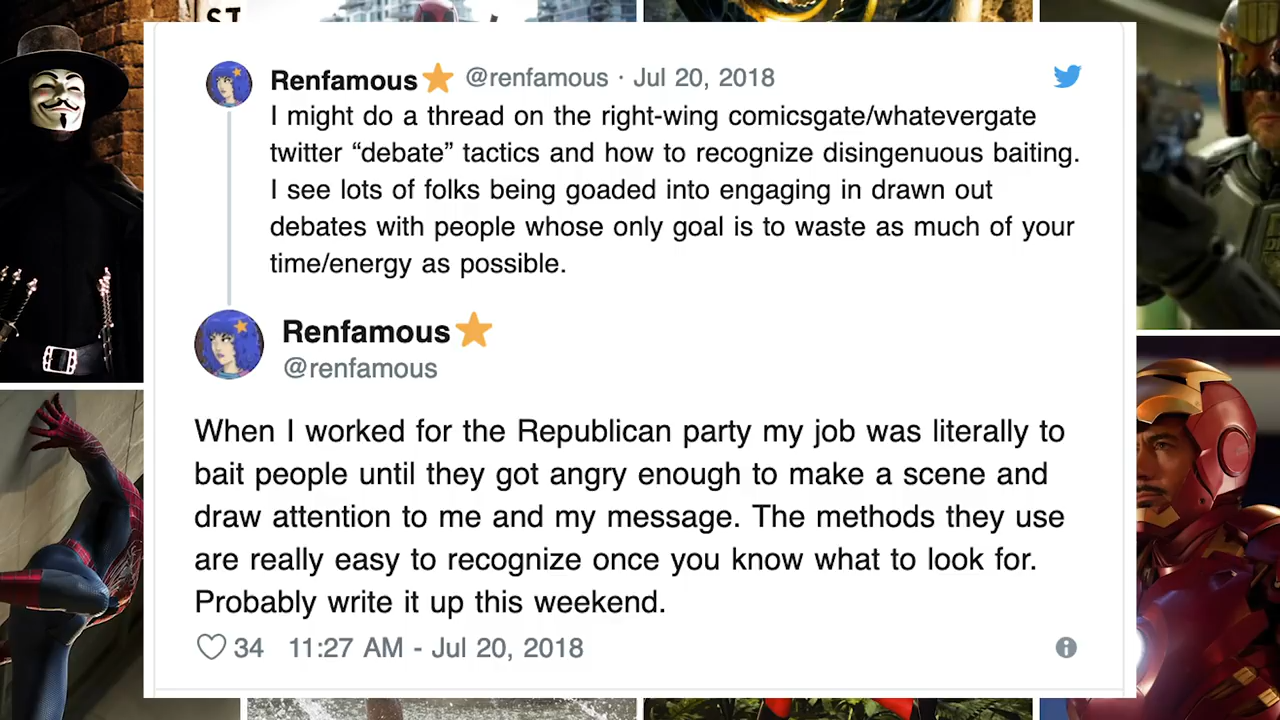 ST
Renfamous @renfamous · Jul 20, 2018
I might do a thread on the right-wing comicsgate/whatevergate
twitter “debate” tactics and how to recognize disingenuous baiting.
I see lots of folks being goaded into engaging in drawn out
debates with people whose only goal is to waste as much of your
time/energy as possible.
Renfamous
@renfamous
When I worked for the Republican party my job was literally to
bait people until they got angry enough to make a scene and
draw attention to me and my message. The methods they use
are really easy to recognize once you know what to look for.
Probably write it up this weekend.
34 11:27 AM - Jul 20, 2018